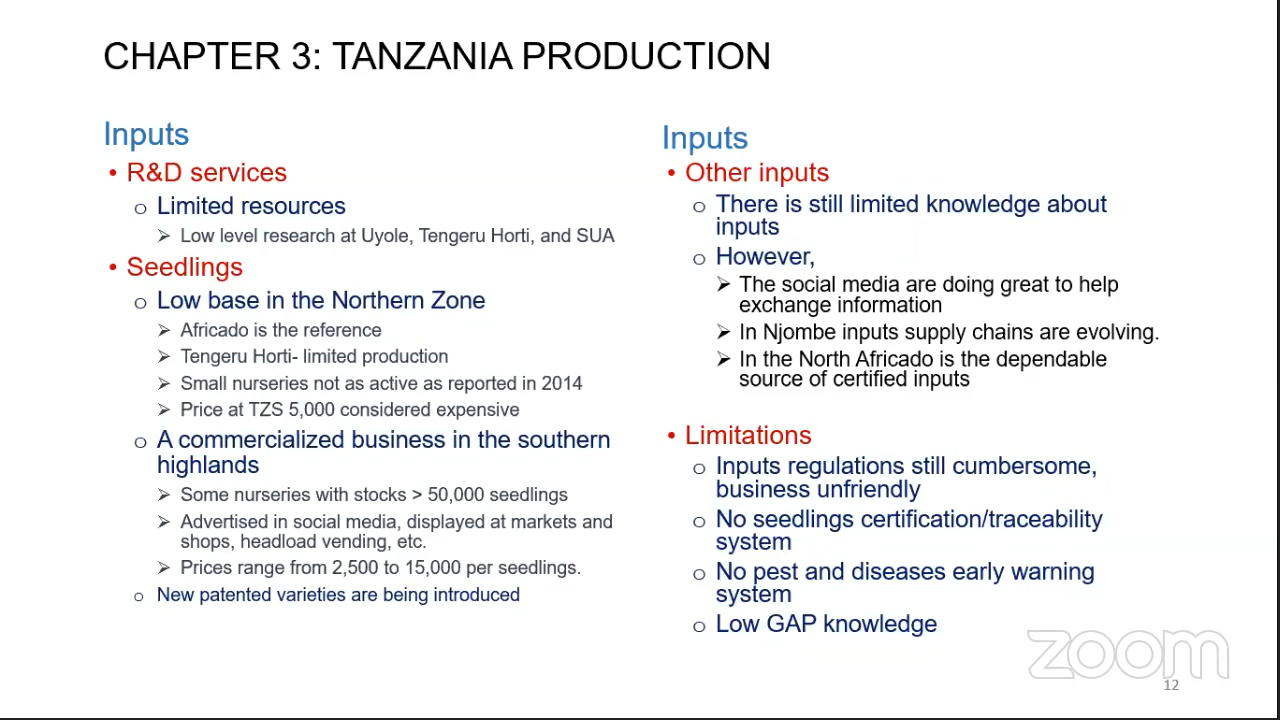 CHAPTER 3: TANZANIA PRODUCTION
Inputs
• R&D services
o Limited resources
➢ Low level research at Uyole, Tengeru Horti, and SUA
• Seedlings
o Low base in the Northern Zone
➢ Africado is the reference
➢ Tengeru Horti- limited production
➢ Small nurseries not as active as reported in 2014
➢ Price at TZS 5,000 considered expensive
o A commercialized business in the southern
highlands
➢ Some nurseries with stocks > 50,000 seedlings
➢ Advertised in social media, displayed at markets and
shops, headload vending, etc.
➢ Prices range from 2,500 to 15,000 per seedlings.
o New patented varieties are being introduced
Inputs
• Other inputs
o There is still limited knowledge about
inputs
o However,
➢ The social media are doing great to help
exchange information
➢ In Njombe inputs supply chains are evolving.
➢ In the North Africado is the dependable
source of certified inputs
• Limitations
o Inputs regulations still cumbersome,
business unfriendly
o No seedlings certification/traceability
system
o No pest and diseases early warning
system
o Low GAP knowledge
zoom
12